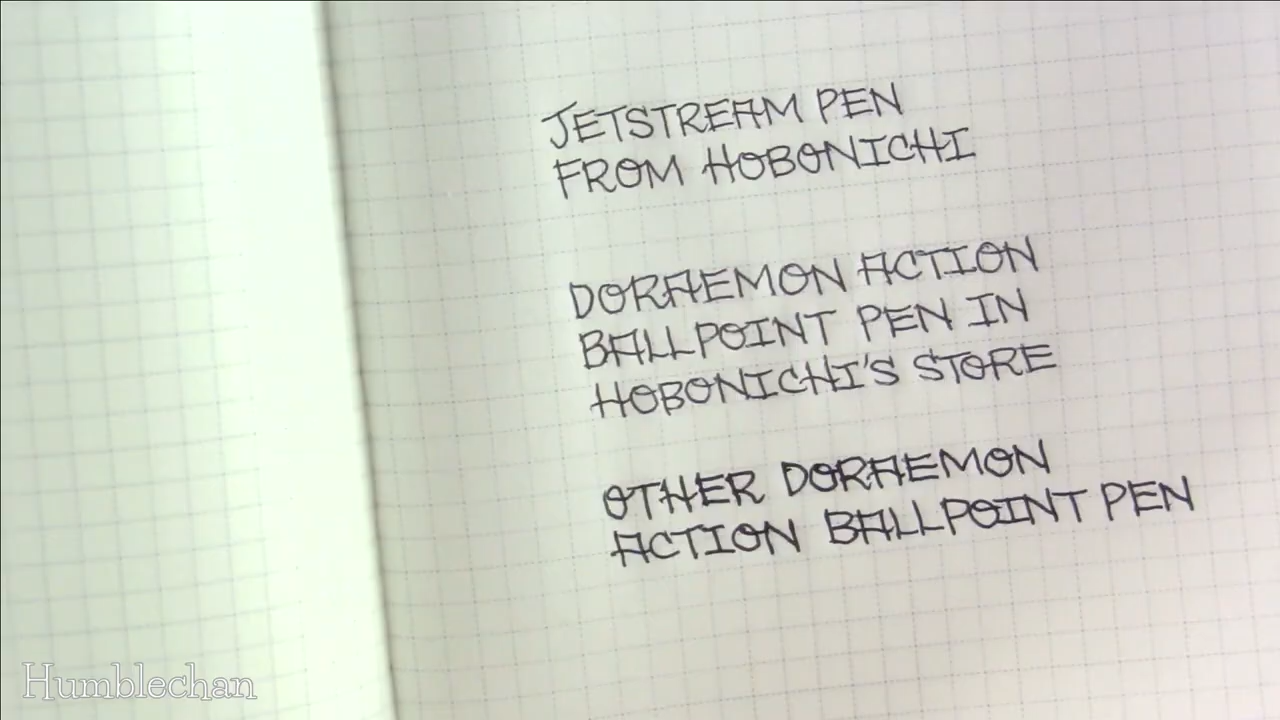 JETSTREAM PEN
FROM HOBONICHI
DORAEMON ACTION
BALLPOINT PEN IN
HOBONICHI'S STORE
OTHER DORAEMON
ACTION BALLPOINT PEN
Humblechan